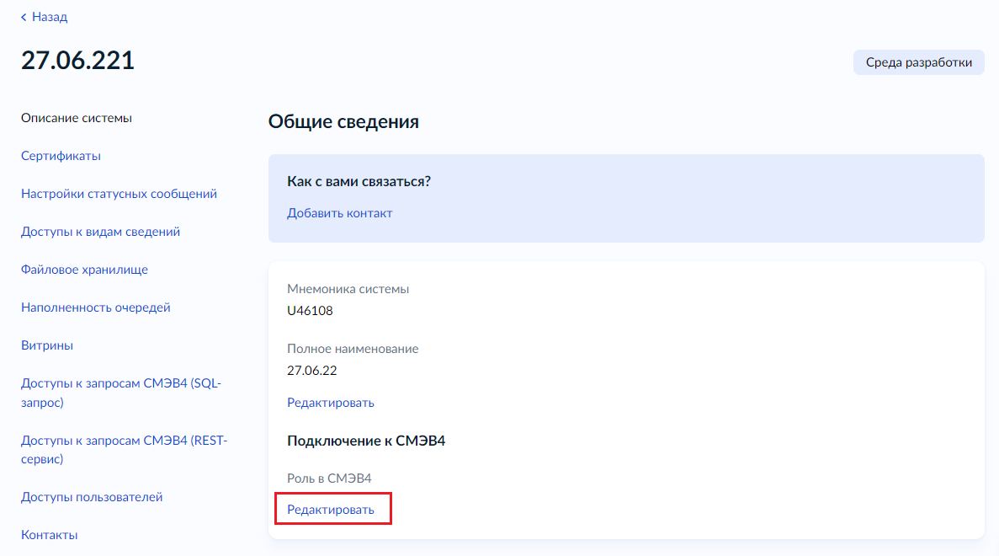 Назад
27.06.221
Среда разработки
Описание системы
Сертификаты
Настройки статусных сообщений
Доступы к видам сведений
Файловое хранилище
Наполненность очередей
Витрины
Доступы к запросам СМЭВ4 (SQL-
запрос)
Доступы к запросам СМЭВ4 (REST-
сервис)
Доступы пользователей
Контакты
Общие сведения
Как с вами связаться?
Добавить контакт
Мнемоника системы
U46108
Полное наименование
27.06.22
Редактировать
Подключение к СМЭВ4
Роль в СМЭВ4
Редактировать